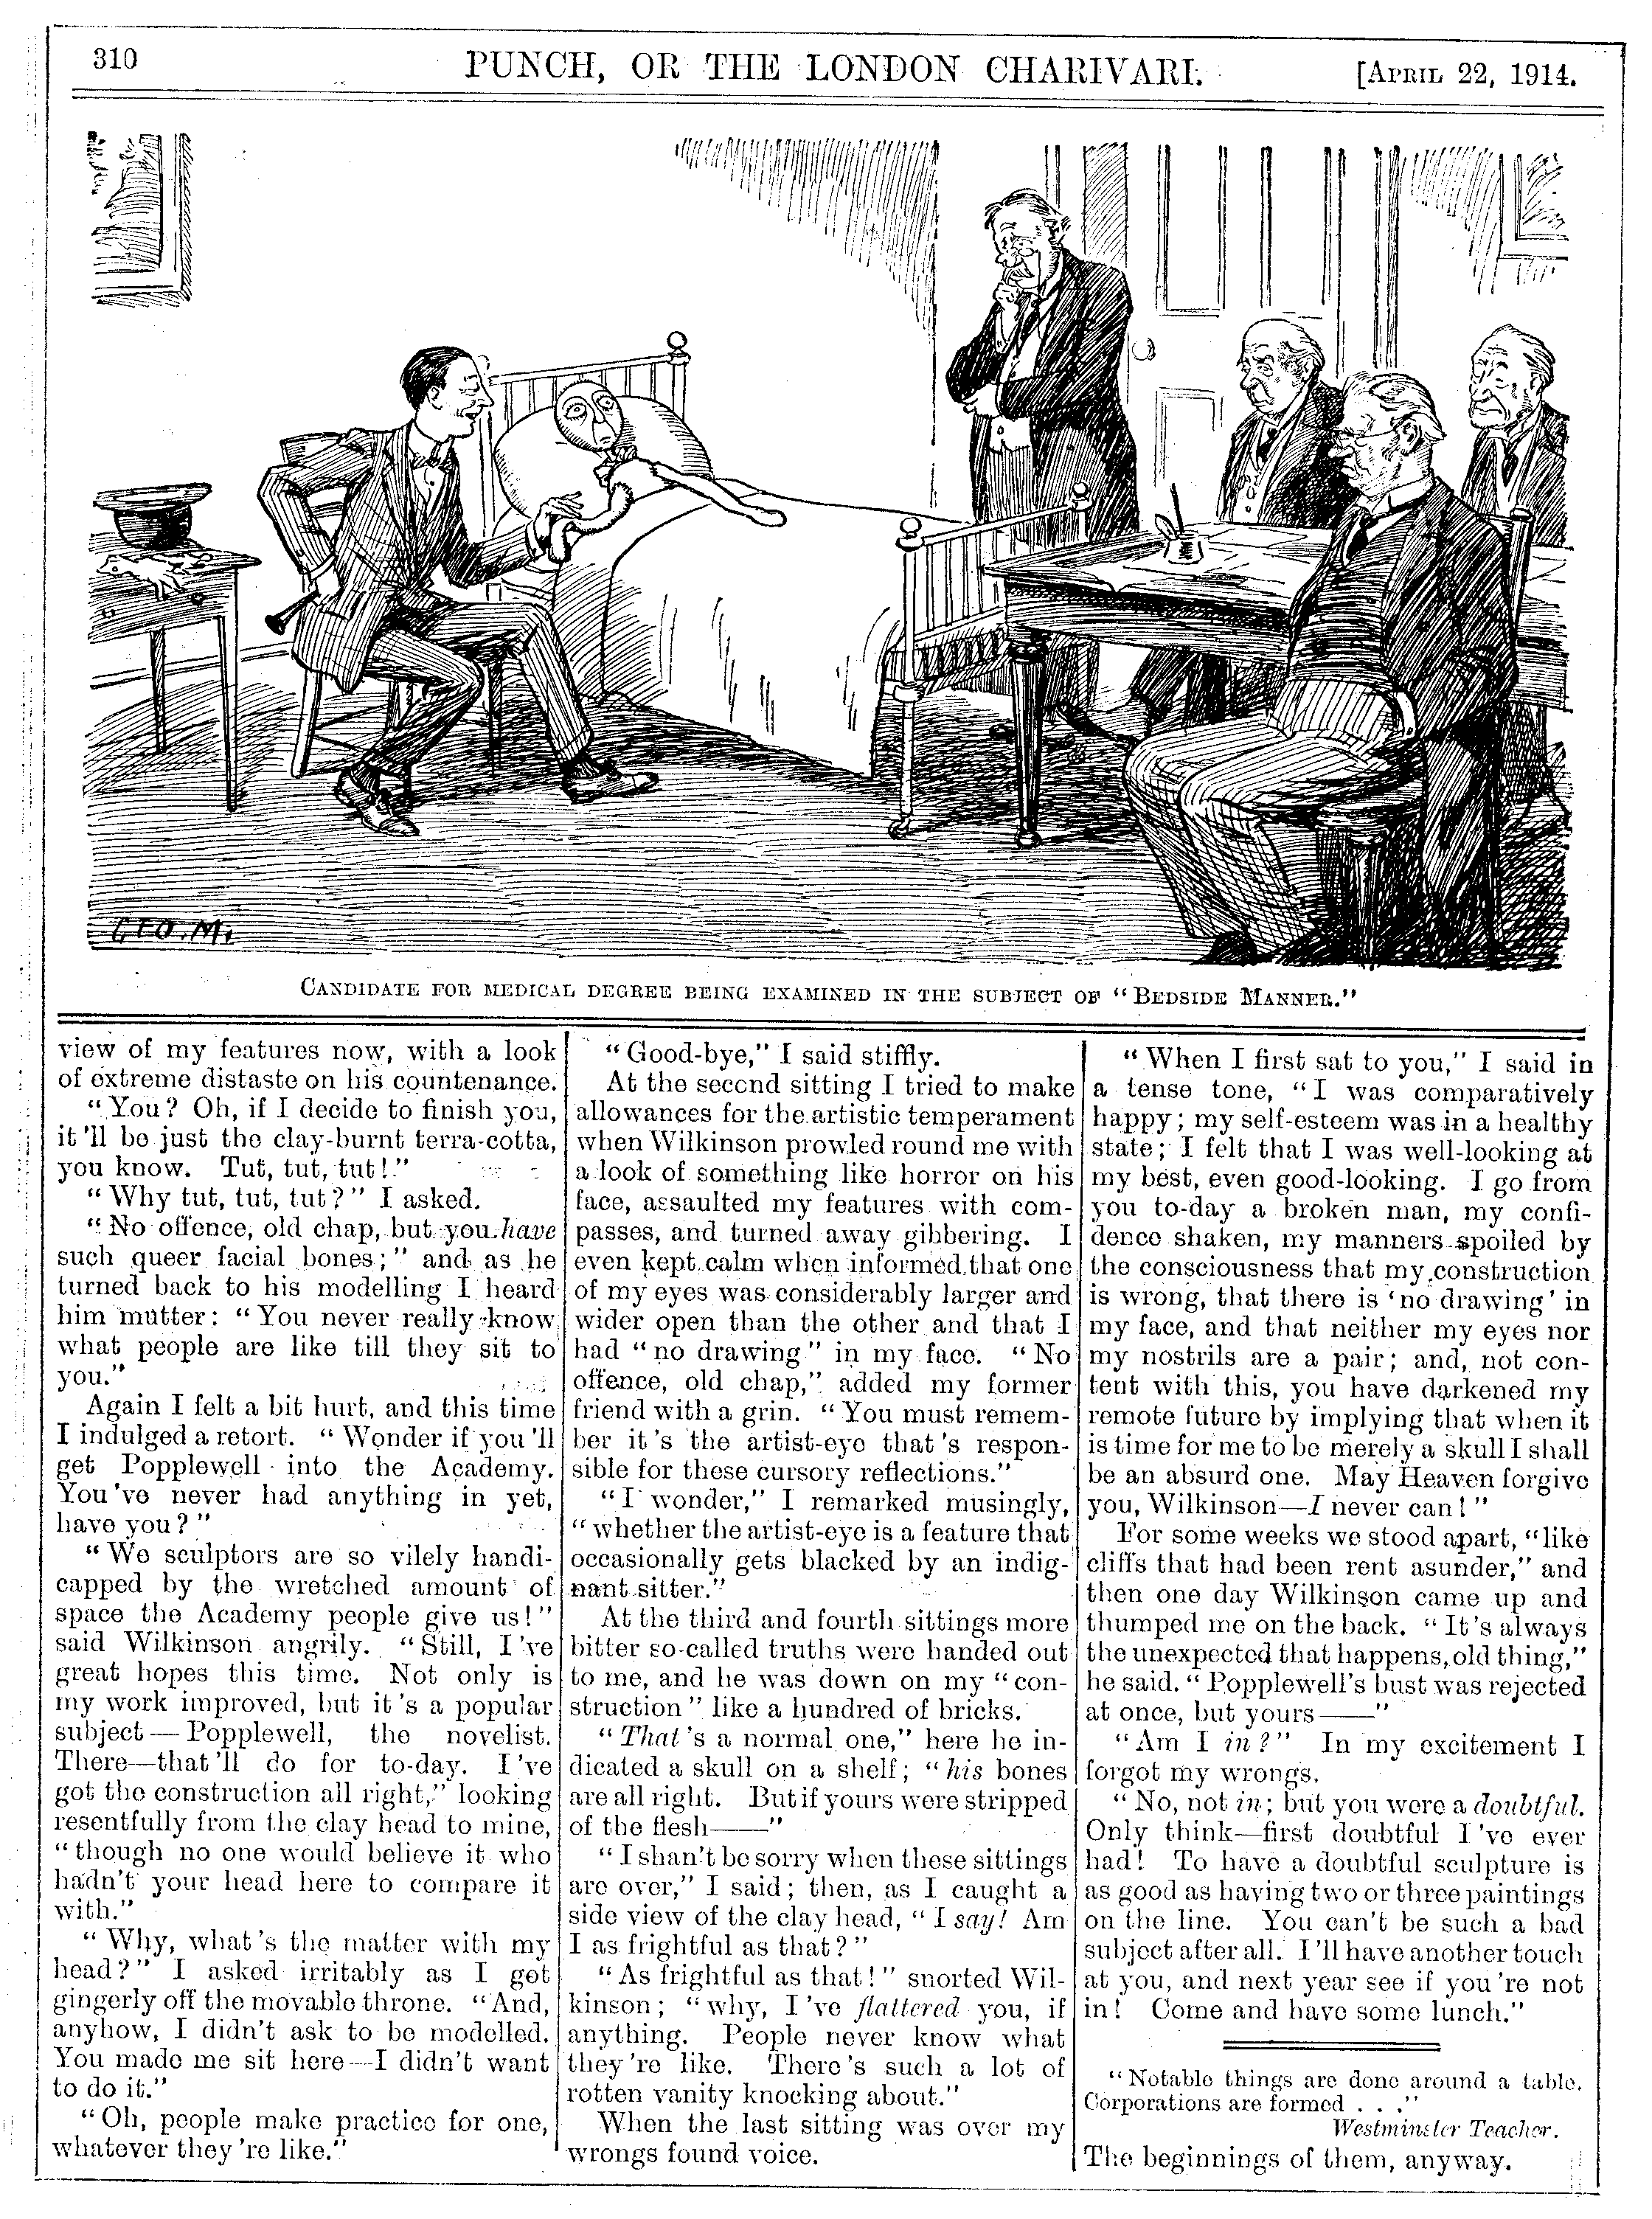 310
PUNCH, OR THE LONDON CHARIVARI.
[APRIL 22, 1914.
GEO. M.
CANDIDATE FOR MEDICAL DEGREE BEING EXAMINED IN THE SUBJECT OF “BEDSIDE MANNER.”
view of my features now, with a look
of extreme distaste on his countenance.
“You? Oh, if I decide to finish you,
it'll be just the clay-burnt terra-cotta,
you know. Tut, tut, tut!”
“Why tut, tut, tut?” I asked.
“No offence, old chap, but you have
such queer facial bones;” and as he
turned back to his modelling I heard
him mutter: “You never really know
what people are like till they sit to
you.”
Again I felt a bit hurt, and this time
I indulged a retort. “Wonder if you'll
get Popplewell into the Academy.
You've never had anything in yet,
have you?”
“We sculptors are so vilely handi-
capped by the wretched amount of
space the Academy people give us!”
said Wilkinson angrily. “Still, I've
great hopes this time. Not only is
my work improved, but it's a popular
subject — Popplewell, the novelist.
There—that'll do for to-day. I've
got the construction all right,” looking
resentfully from the clay head to mine,
“though no one would believe it who
hadn't your head here to compare it
with.”
“Why, what's the matter with my
head?” I asked irritably as I got
gingerly off the movable throne. “And,
anyhow, I didn't ask to be modelled.
You made me sit here—I didn't want
to do it.”
“Oh, people make practice for one,
whatever they're like.”
“Good-bye,” I said stiffly.
At the second sitting I tried to make
allowances for the artistic temperament
when Wilkinson prowled round me with
a look of something like horror on his
face, assaulted my features with com-
passes, and turned away gibbering. I
even kept calm when informed that one
of my eyes was considerably larger and
wider open than the other and that I
had “no drawing” in my face. “No
offence, old chap,” added my former
friend with a grin. “You must remem-
ber it's the artist-eye that's respon-
sible for these cursory reflections.”
“I wonder,” I remarked musingly,
“whether the artist-eye is a feature that
occasionally gets blacked by an indig-
nant sitter.”
At the third and fourth sittings more
bitter so-called truths were handed out
to me, and he was down on my “con-
struction” like a hundred of bricks.
“That's a normal one,” here he in-
dicated a skull on a shelf; “his bones
are all right. But if yours were stripped
of the flesh——”
“I shan't be sorry when these sittings
are over,” I said; then, as I caught a
side view of the clay head, “I say! Am
I as frightful as that?”
“As frightful as that!” snorted Wil-
kinson; “why, I've flattered you, if
anything. People never know what
they're like. There's such a lot of
rotten vanity knocking about.”
When the last sitting was over my
wrongs found voice.
“When I first sat to you,” I said in
a tense tone, “I was comparatively
happy; my self-esteem was in a healthy
state; I felt that I was well-looking at
my best, even good-looking. I go from
you to-day a broken man, my confi-
dence shaken, my manners spoiled by
the consciousness that my construction
is wrong, that there is ‘no drawing’ in
my face, and that neither my eyes nor
my nostrils are a pair; and, not con-
tent with this, you have darkened my
remote future by implying that when it
is time for me to be merely a skull I shall
be an absurd one. May Heaven forgive
you, Wilkinson—I never can!”
For some weeks we stood apart, “like
cliffs that had been rent asunder,” and
then one day Wilkinson came up and
thumped me on the back. “It's always
the unexpected that happens, old thing,”
he said. “Popplewell's bust was rejected
at once, but yours——”
“Am I in?” In my excitement I
forgot my wrongs.
“No, not in; but you were a doubtful.
Only think—first doubtful I've ever
had! To have a doubtful sculpture is
as good as having two or three paintings
on the line. You can't be such a bad
subject after all. I'll have another touch
at you, and next year see if you're not
in! Come and have some lunch.”
“Notable things are done around a table.
Corporations are formed . . .”
Westminster Teacher.
The beginnings of them, anyway.